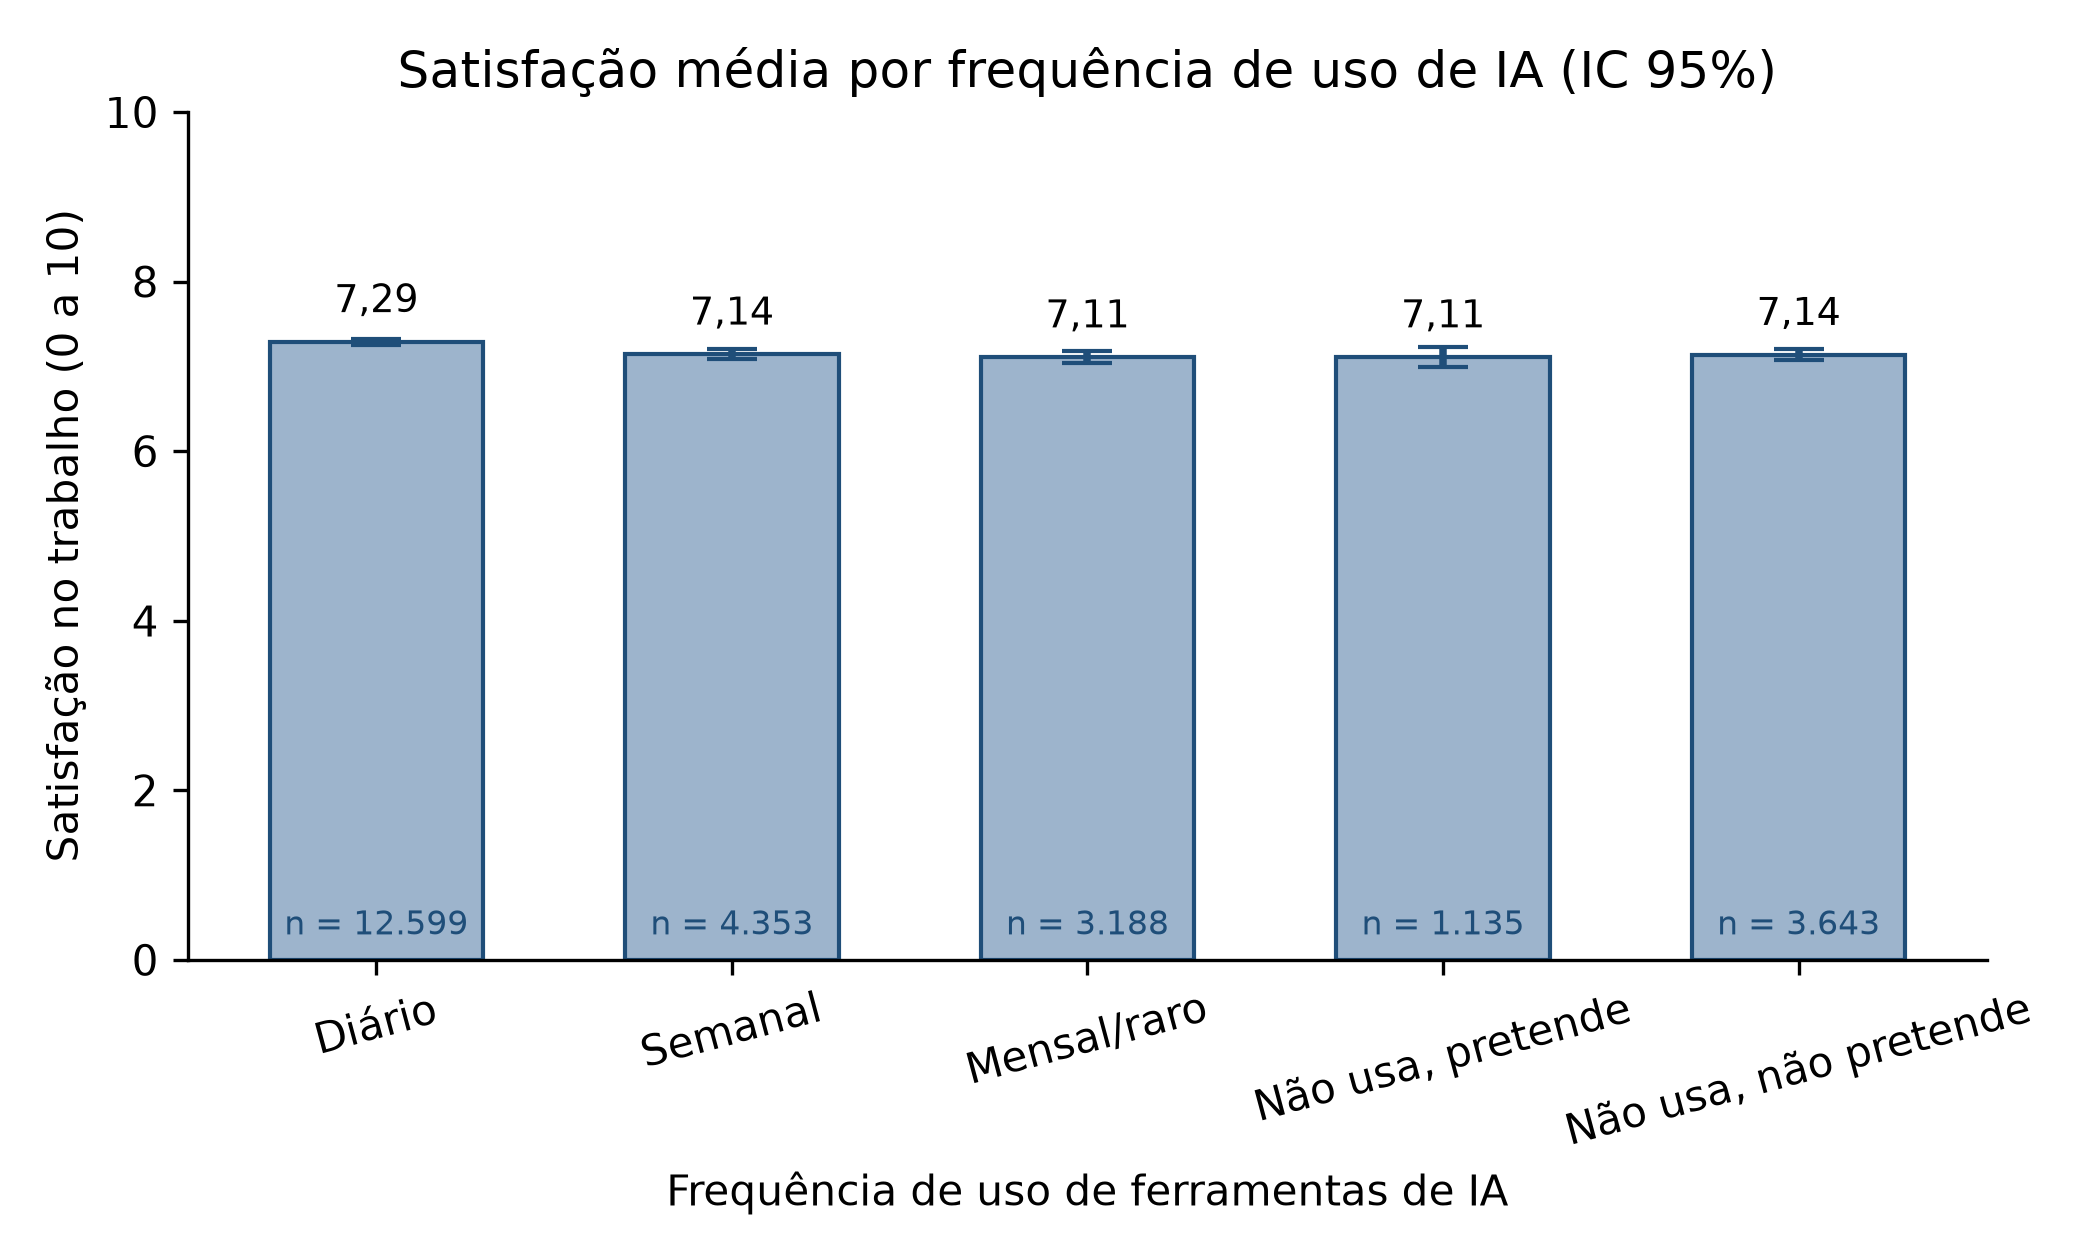 Satisfação média por frequência de uso de IA (IC 95%)
Satisfação no trabalho (0 a 10)
10
8
6
4
2
0
7,29
7,14
7,11
7,11
7,14
n = 12.599
n = 4.353
n = 3.188
n = 1.135
n = 3.643
Diário
Semanal
Mensal/raro
Não usa, pretende
Não usa, não pretende
Frequência de uso de ferramentas de IA